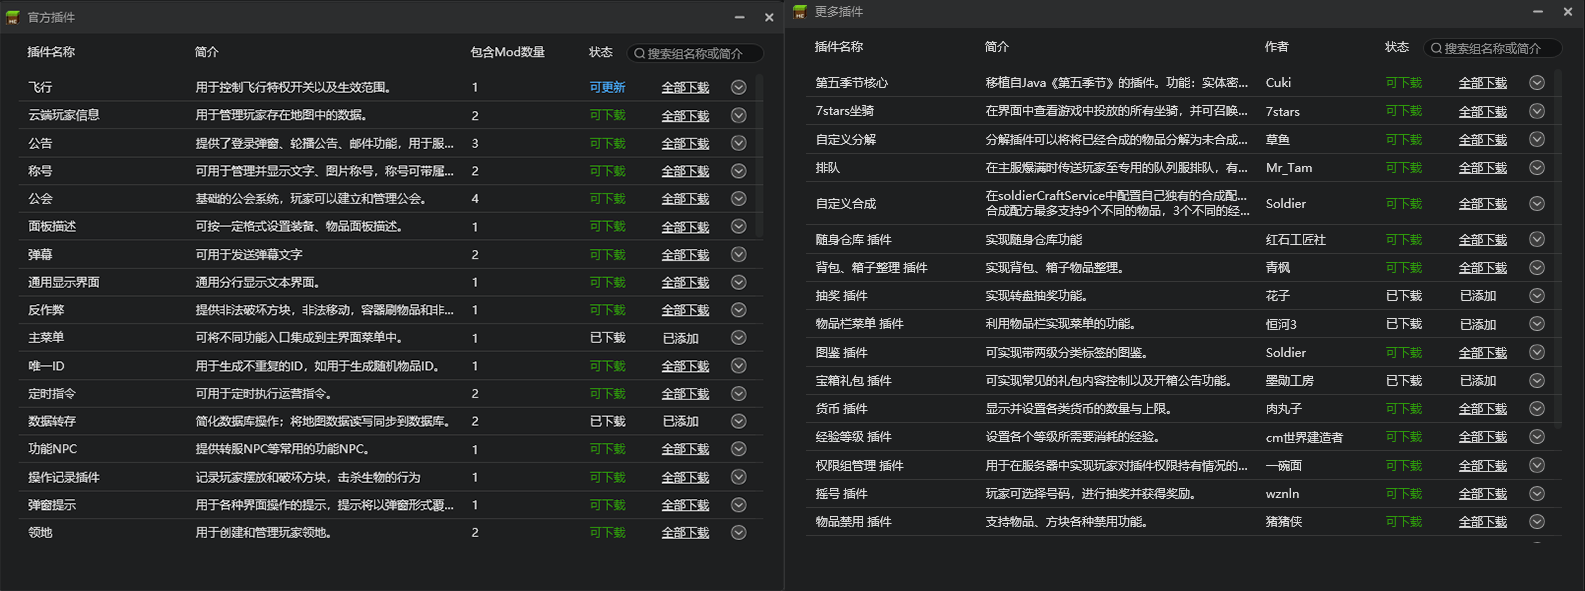 官方插件
插件名称 简介 包含Mod数量 状态 搜索组名称或简介
飞行 用于控制飞行特权开关以及生效范围。 1 可更新 全部下载
云端玩家信息 用于管理玩家存在地图中的数据。 2 可下载 全部下载
公告 提供了登录弹窗、轮播公告、邮件功能，用于服... 3 可下载 全部下载
称号 可用于管理并显示文字、图片称号，称号可带属... 2 可下载 全部下载
公会 基础的公会系统，玩家可以建立和管理公会。 4 可下载 全部下载
面板描述 可按一定格式设置装备、物品面板描述。 1 可下载 全部下载
弹幕 可用于发送弹幕文字 2 可下载 全部下载
通用显示界面 通用分行显示文本界面。 1 可下载 全部下载
反作弊 提供非法破坏方块，非法移动，容器刷物品和非... 1 可下载 全部下载
主菜单 可将不同功能入口集成到主界面菜单中。 1 已下载 已添加
唯一ID 用于生成不重复的ID，如用于生成随机物品ID。 1 可下载 全部下载
定时指令 可用于定时执行运营指令。 2 可下载 全部下载
数据转存 简化数据库操作；将地图数据读写同步到数据库。 2 已下载 已添加
功能NPC 提供转服NPC等常用的功能NPC。 1 可下载 全部下载
操作记录插件 记录玩家摆放和破坏方块，击杀生物的行为 1 可下载 全部下载
弹窗提示 用于各种界面操作的提示，提示将以弹窗形式覆... 1 可下载 全部下载
领地 用于创建和管理玩家领地。 2 可下载 全部下载
更多插件
插件名称 简介 作者 状态 搜索组名称或简介
第五季节核心 移植自Java《第五季节》的插件。功能：实体密... Cuki 可下载 全部下载
7stars坐骑 在界面中查看游戏中投放的所有坐骑，并可召唤... 7stars 可下载 全部下载
自定义分解 分解插件可以将将已经合成的物品分解为未合成... 草鱼 可下载 全部下载
排队 在主服爆满时传送玩家至专用的队列服排队，有... Mr_Tam 可下载 全部下载
自定义合成 在soldierCraftService中配置自己独有的合成配... Soldier 可下载 全部下载
合成配方最多支持9个不同的物品，3个不同的经...
随身仓库 插件 实现随身仓库功能 红石工匠社 可下载 全部下载
背包、箱子整理 插件 实现背包、箱子物品整理。 青枫 可下载 全部下载
抽奖 插件 实现转盘抽奖功能。 花子 已下载 已添加
物品栏菜单 插件 利用物品栏实现菜单的功能。 恒河3 已下载 已添加
图鉴 插件 可实现带两级分类标签的图鉴。 Soldier 可下载 全部下载
宝箱礼包 插件 可实现常见的礼包内容控制以及开箱公告功能。 墨勋工房 已下载 已添加
货币 插件 显示并设置各类货币的数量与上限。 肉丸子 可下载 全部下载
经验等级 插件 设置各个等级所需要消耗的经验。 cm世界建造者 可下载 全部下载
权限组管理 插件 用于在服务器中实现玩家对插件权限持有情况的... 一碗面 可下载 全部下载
摇号 插件 玩家可选择号码，进行抽奖并获得奖励。 wznln 可下载 全部下载
物品禁用 插件 支持物品、方块各种禁用功能。 猪猪侠 可下载 全部下载